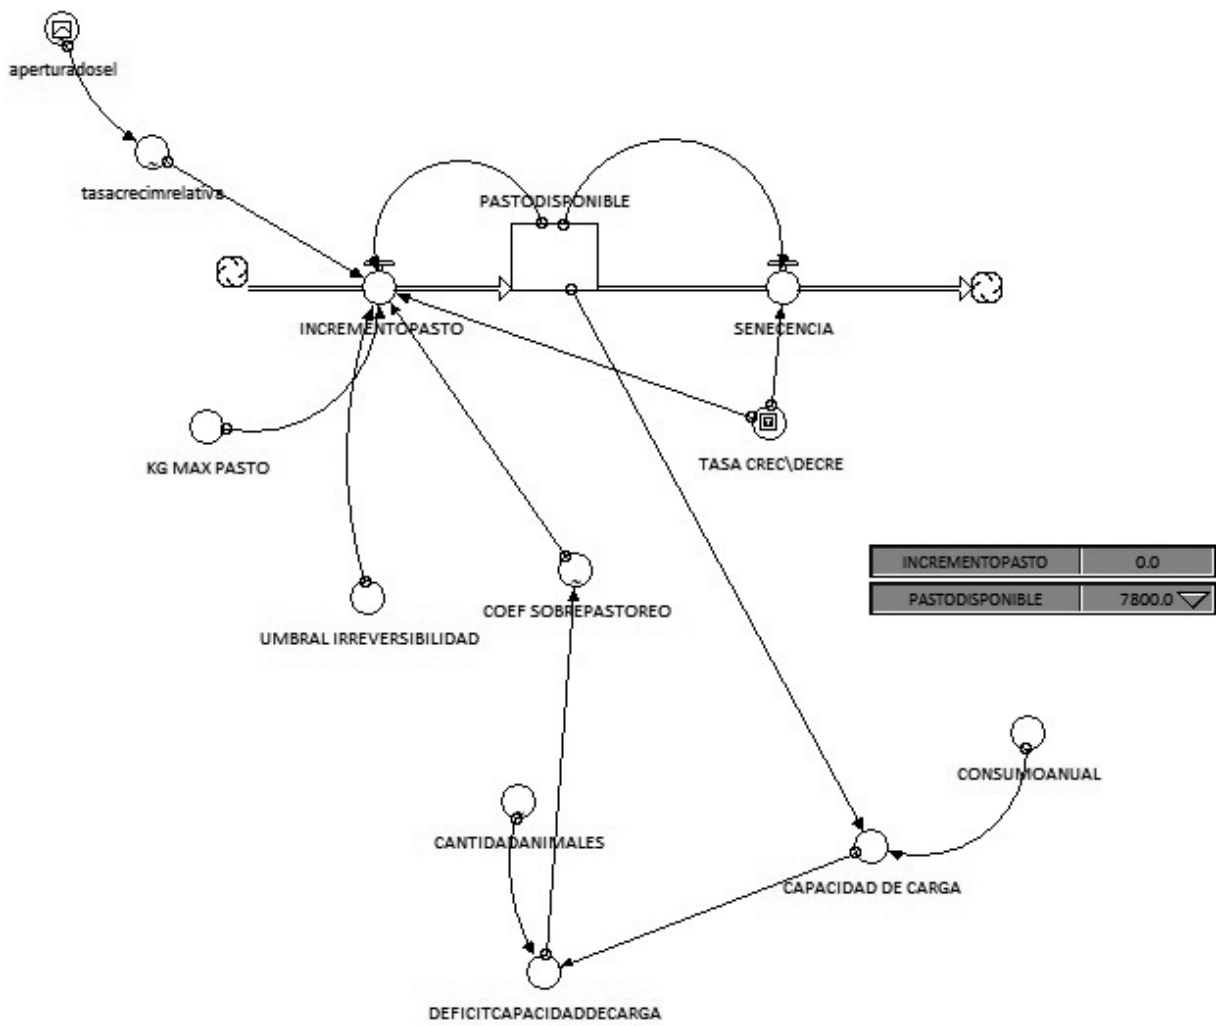 aperturadosel
tasacrecimrelativa
PASTODISPONIBLE
INCREMENTOPASTO
SENECENCIA
KG MAX PASTO
TASA CREC\DECRE
INCREMENTOPASTO 0.0
PASTODISPONIBLE 7800.0
COEF SOBREPASTOREO
UMBRAL IRREVERSIBILIDAD
CONSUMOANUAL
CANTIDADANIMALES
CAPACIDAD DE CARGA
DEFICITCAPACIDADDECARGA